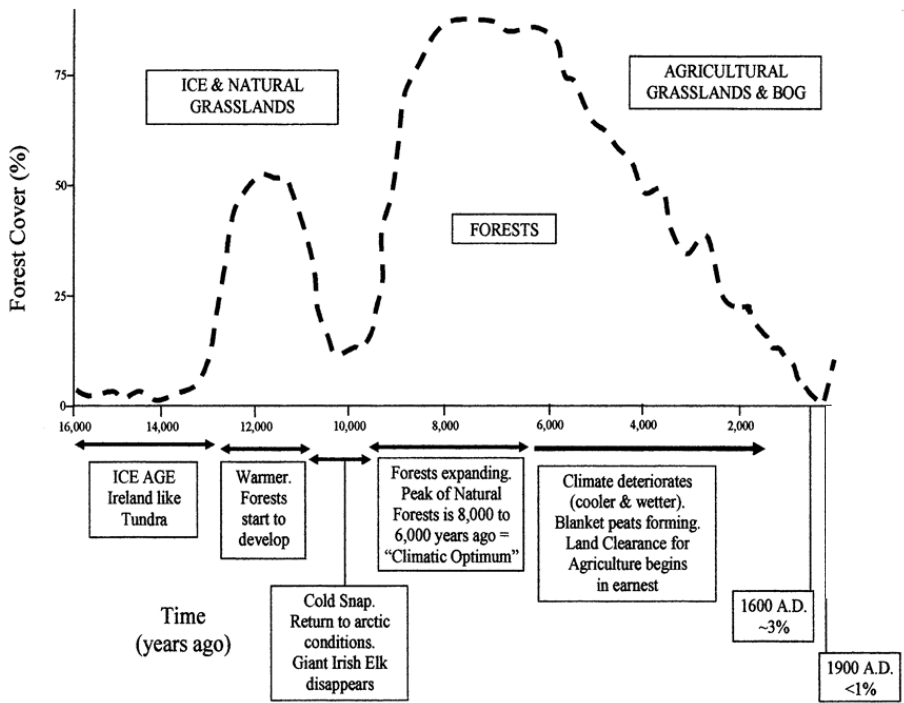 Forest Cover (%)
75
50
25
0
ICE & NATURAL
GRASSLANDS
AGRICULTURAL
GRASSLANDS & BOG
FORESTS
16,000
14,000
12,000
10,000
8,000
6,000
4,000
2,000
ICE AGE
Ireland like
Tundra
Warmer.
Forests
start to
develop
Forests expanding.
Peak of Natural
Forests is 8,000 to
6,000 years ago =
“Climatic Optimum”
Climate deteriorates
(cooler & wetter).
Blanket peats forming.
Land Clearance for
Agriculture begins
in earnest
Cold Snap.
Return to arctic
conditions.
Giant Irish Elk
disappears
Time
(years ago)
1600 A.D.
~3%
1900 A.D.
<1%